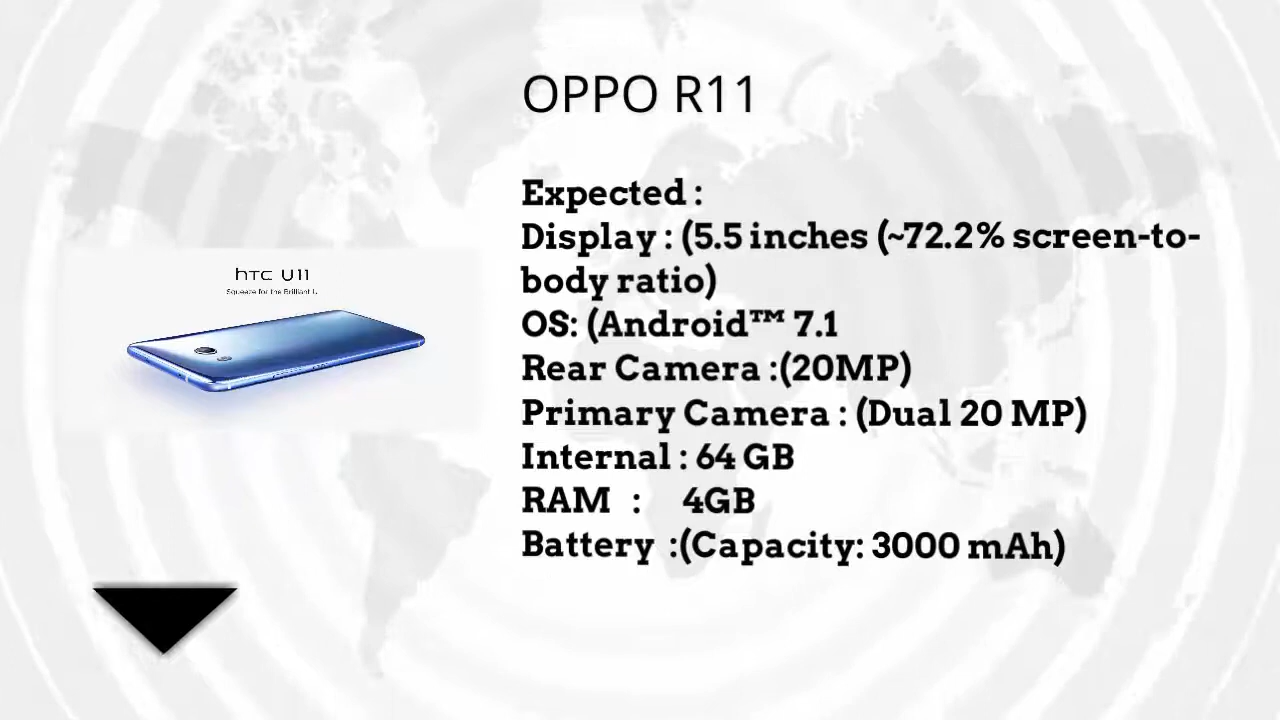 OPPO R11
Expected :
Display : (5.5 inches (~72.2% screen-to-
body ratio)
OS: (Android™ 7.1
Rear Camera :(20MP)
Primary Camera : (Dual 20 MP)
Internal : 64 GB
RAM : 4GB
Battery :(Capacity: 3000 mAh)
hTC U11
Squeeze for the Brilliant U